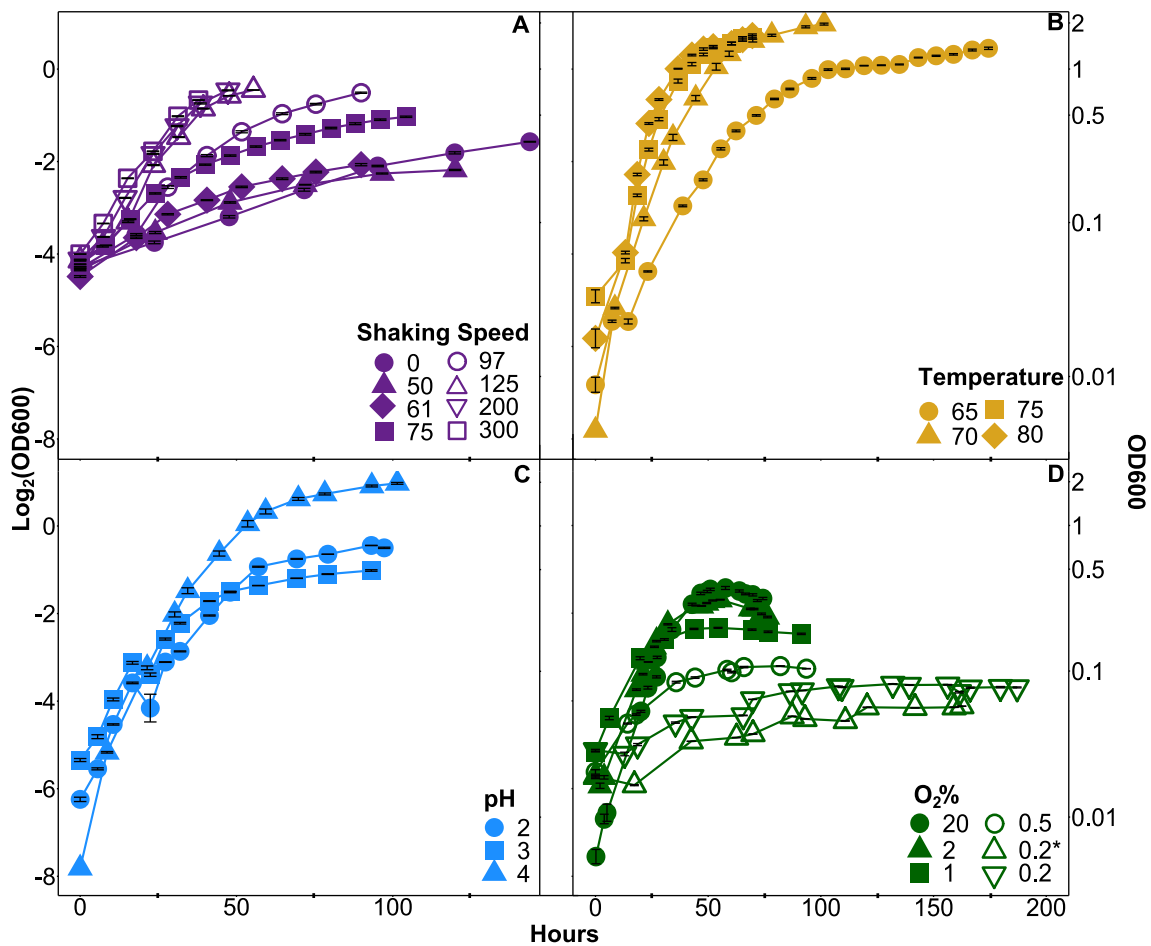 A
B
0
-2
-4
-6
-8
2
1
0.5
0.1
0.01
Shaking Speed
0 97
50 125
61 200
75 300
Temperature
65 75
70 80
Log₂(OD600)
OD600
C
D
0
-2
-4
-6
-8
2
1
0.5
0.1
0.01
pH
2
3
4
O₂%
20 0.5
2 0.2*
1 0.2
0 50 100
0 50 100 150 200
Hours